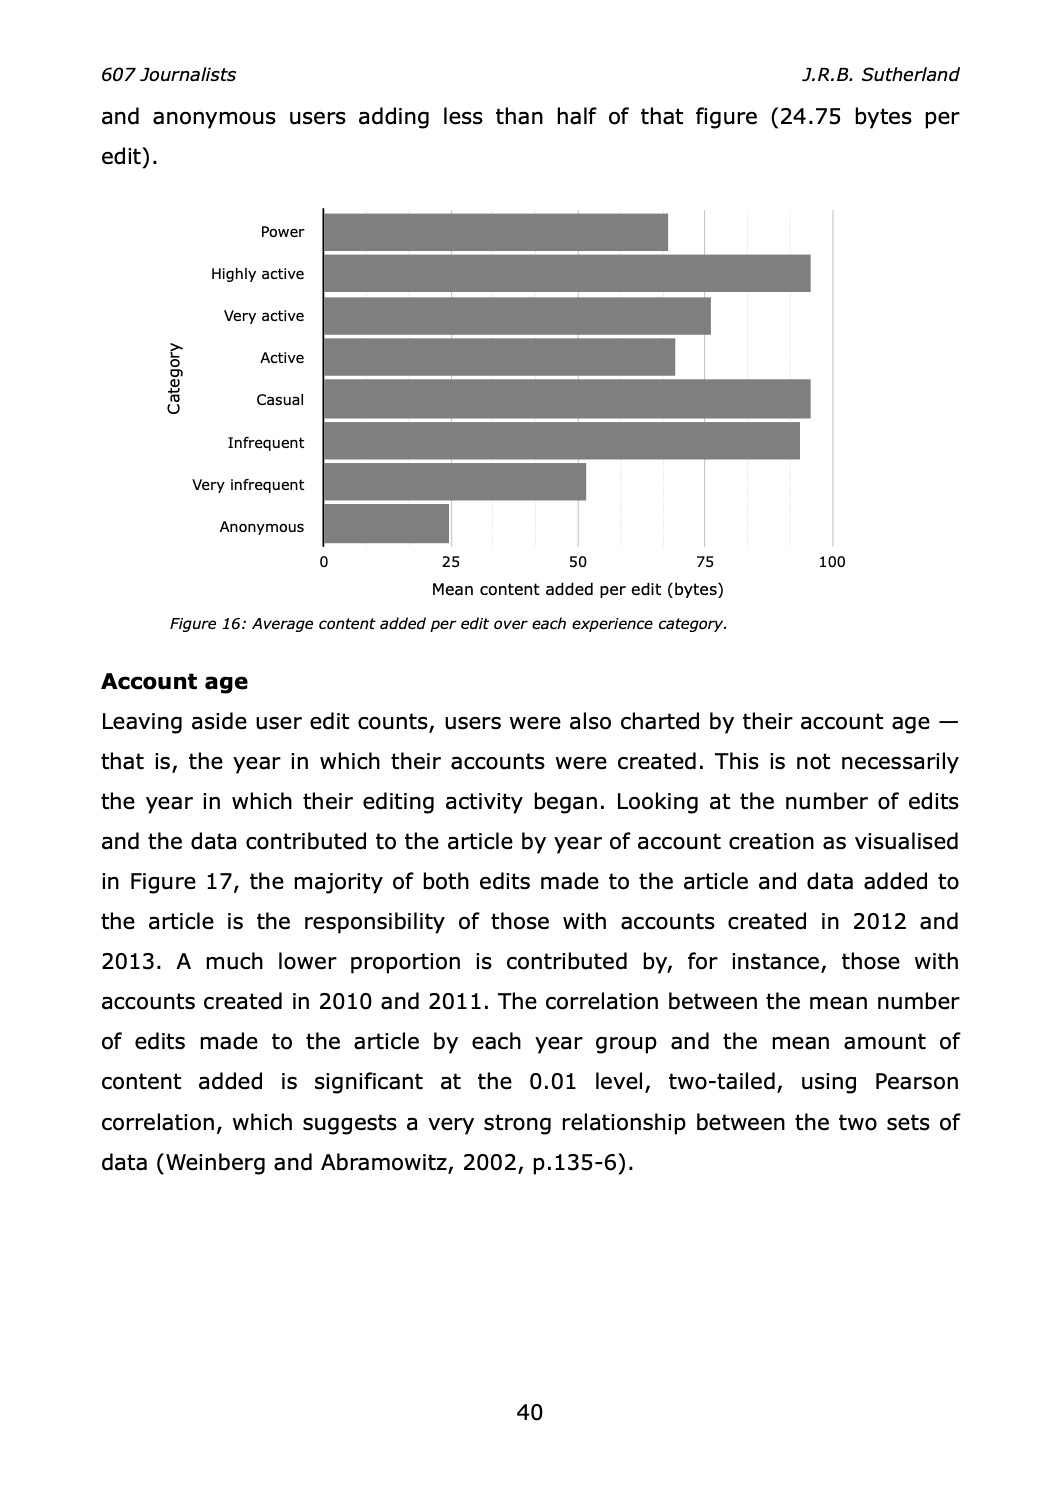 607 Journalists J.R.B. Sutherland
and anonymous users adding less than half of that figure (24.75 bytes per
edit).
Power
Highly active
Very active
Active
Casual
Infrequent
Very infrequent
Anonymous
Category
0 25 50 75 100
Mean content added per edit (bytes)
Figure 16: Average content added per edit over each experience category.
Account age
Leaving aside user edit counts, users were also charted by their account age —
that is, the year in which their accounts were created. This is not necessarily
the year in which their editing activity began. Looking at the number of edits
and the data contributed to the article by year of account creation as visualised
in Figure 17, the majority of both edits made to the article and data added to
the article is the responsibility of those with accounts created in 2012 and
2013. A much lower proportion is contributed by, for instance, those with
accounts created in 2010 and 2011. The correlation between the mean number
of edits made to the article by each year group and the mean amount of
content added is significant at the 0.01 level, two-tailed, using Pearson
correlation, which suggests a very strong relationship between the two sets of
data (Weinberg and Abramowitz, 2002, p.135-6).
40